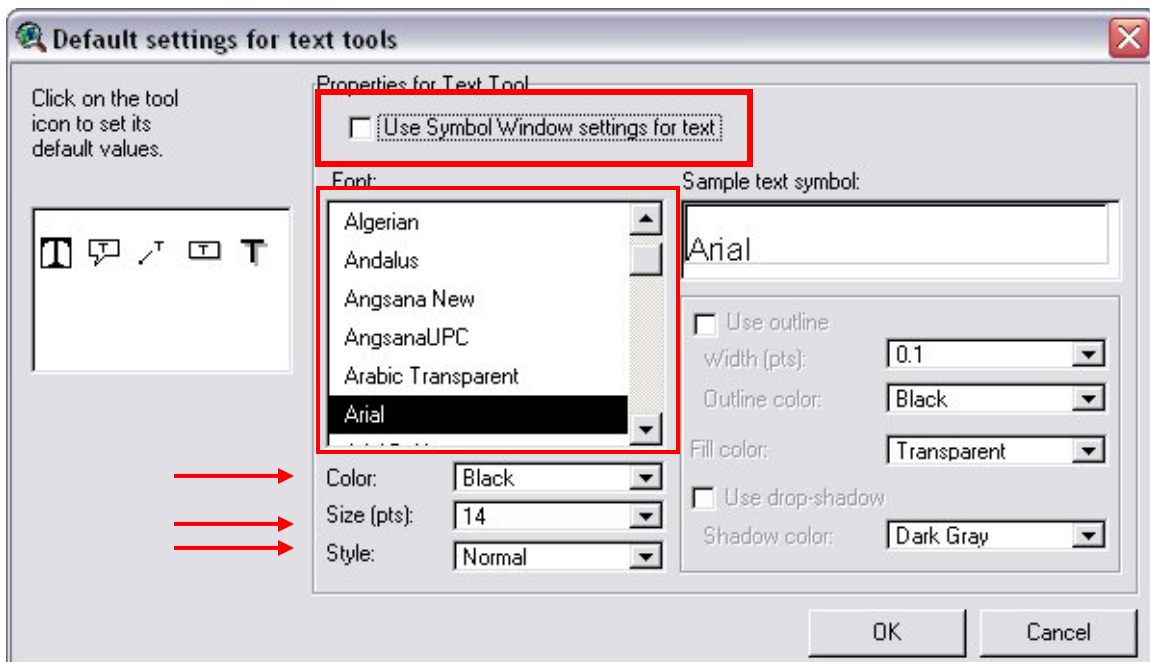 Default settings for text tools
Click on the tool
icon to set its
default values.
T T T T T
Properties for Text Tool
Use Symbol Window settings for text
Font:
Algerian
Andalus
Angsana New
AngsanaUPC
Arabic Transparent
Arial
Color: Black
Size (pts): 14
Style: Normal
Sample text symbol:
Arial
Use outline
Width (pts): 0.1
Outline color: Black
Fill color: Transparent
Use drop-shadow
Shadow color: Dark Gray
OK Cancel